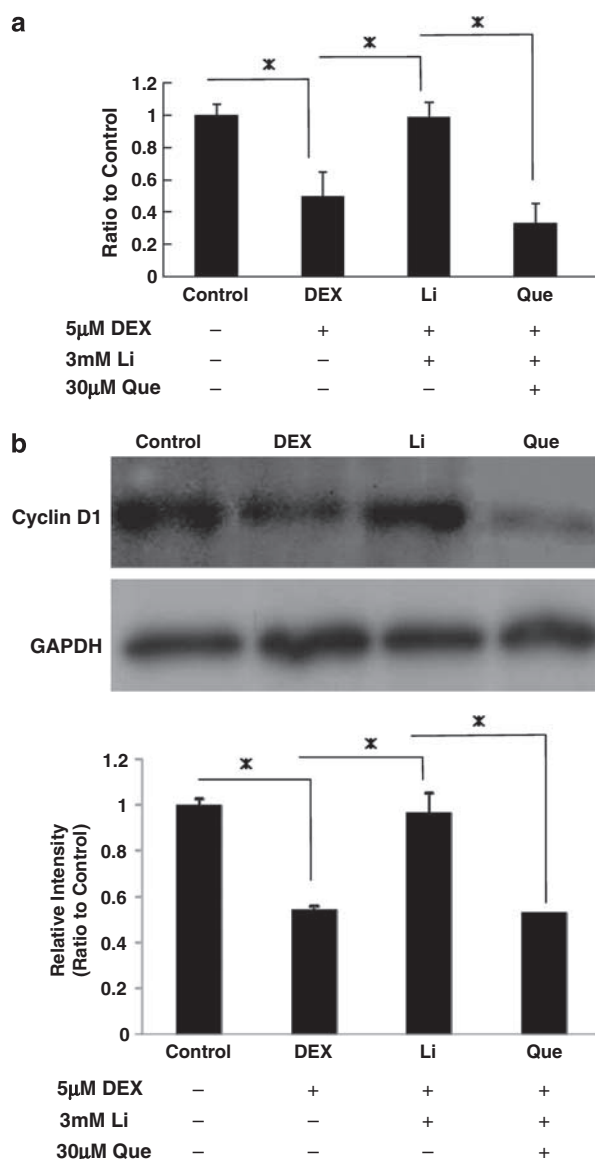 a
* * *
1.2
1
0.8
0.6
0.4
0.2
0
Ratio to Control
Control DEX Li Que
5μM DEX – + + +
3mM Li – – + +
30μM Que – – – +
b
Control DEX Li Que
Cyclin D1
GAPDH
* * *
1.2
1
0.8
0.6
0.4
0.2
0
Relative Intensity
(Ratio to Control)
Control DEX Li Que
5μM DEX – + + +
3mM Li – – + +
30μM Que – – – +